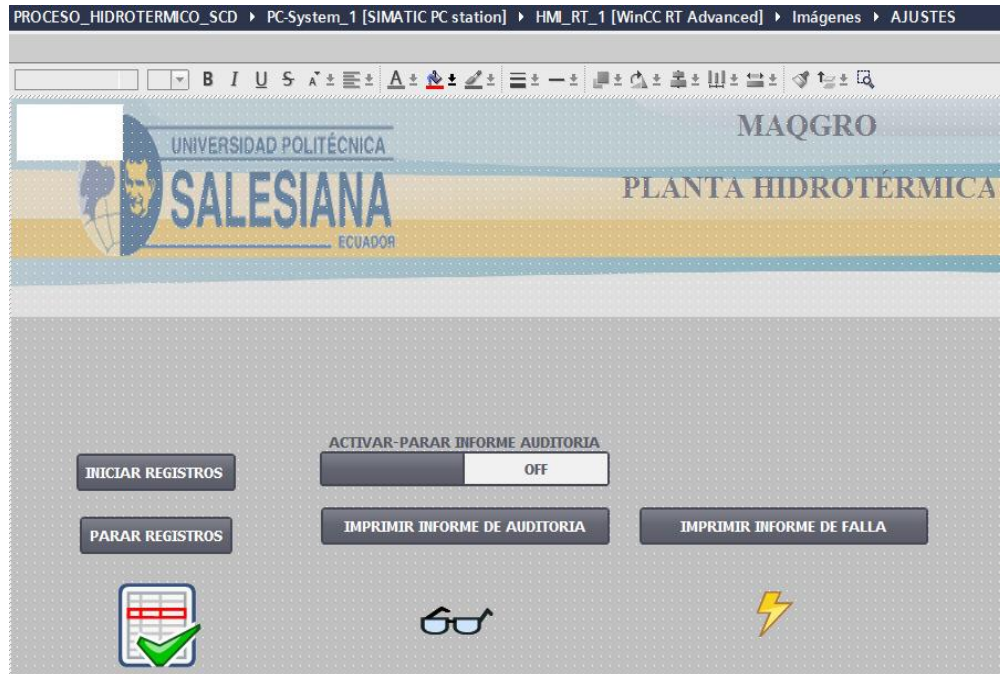 PROCESO_HIDROTERMICO_SCD ▸ PC-System_1 [SIMATIC PC station] ▸ HMI_RT_1 [WinCC RT Advanced] ▸ Imágenes ▸ AJUSTES
B I U S A A
MAQGRO
UNIVERSIDAD POLITÉCNICA
SALESIANA
ECUADOR
PLANTA HIDROTÉRMICA
ACTIVAR-PARAR INFORME AUDITORIA
INICIAR REGISTROS
OFF
PARAR REGISTROS
IMPRIMIR INFORME DE AUDITORIA
IMPRIMIR INFORME DE FALLA